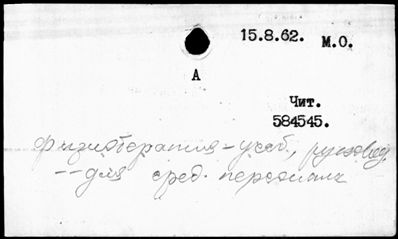 15.8.62. М.О.
А
Чит.
584545.
физиотерапия – учеб., руковод.
-- для сред. персонала